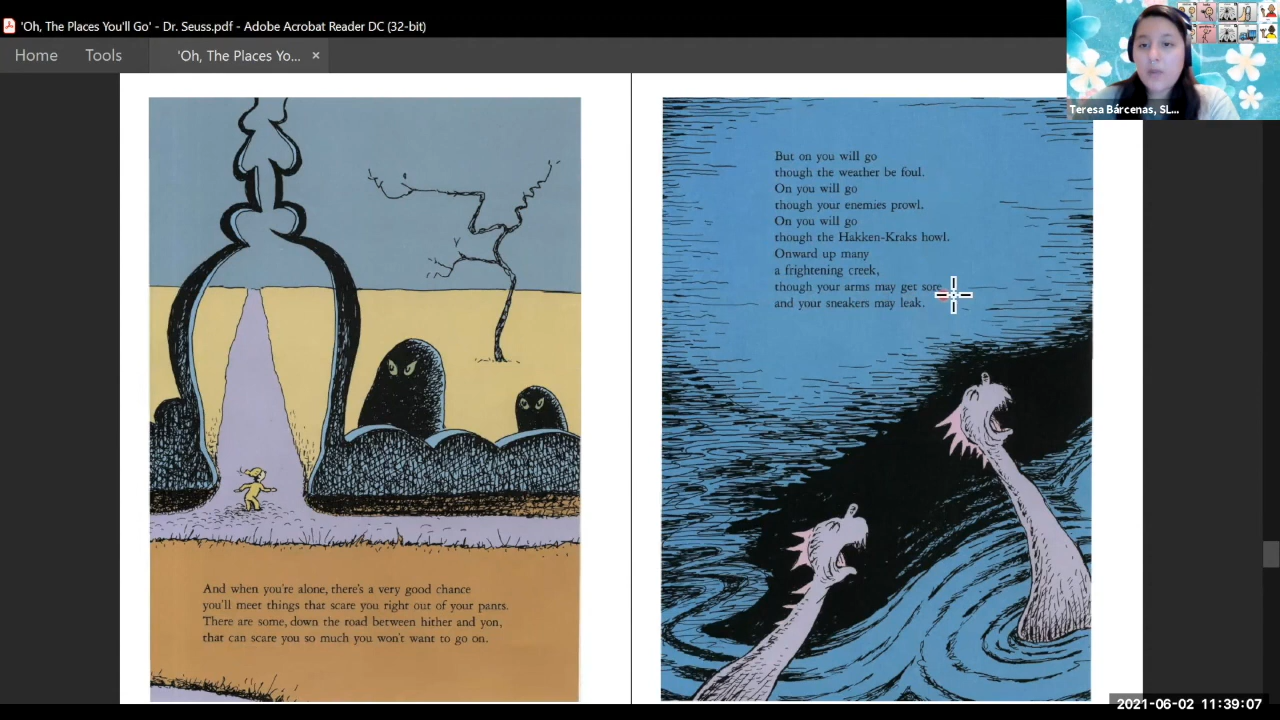 'Oh, The Places You'll Go' - Dr. Seuss.pdf - Adobe Acrobat Reader DC (32-bit)
Home Tools 'Oh, The Places Yo... ×
Teresa Bárcenas, SL...
And when you're alone, there's a very good chance
you'll meet things that scare you right out of your pants.
There are some, down the road between hither and yon,
that can scare you so much you won't want to go on.
But on you will go
though the weather be foul.
On you will go
though your enemies prowl.
On you will go
though the Hakken-Kraks howl.
Onward up many
a frightening creek,
though your arms may get sore
and your sneakers may leak.
2021-06-02 11:39:07